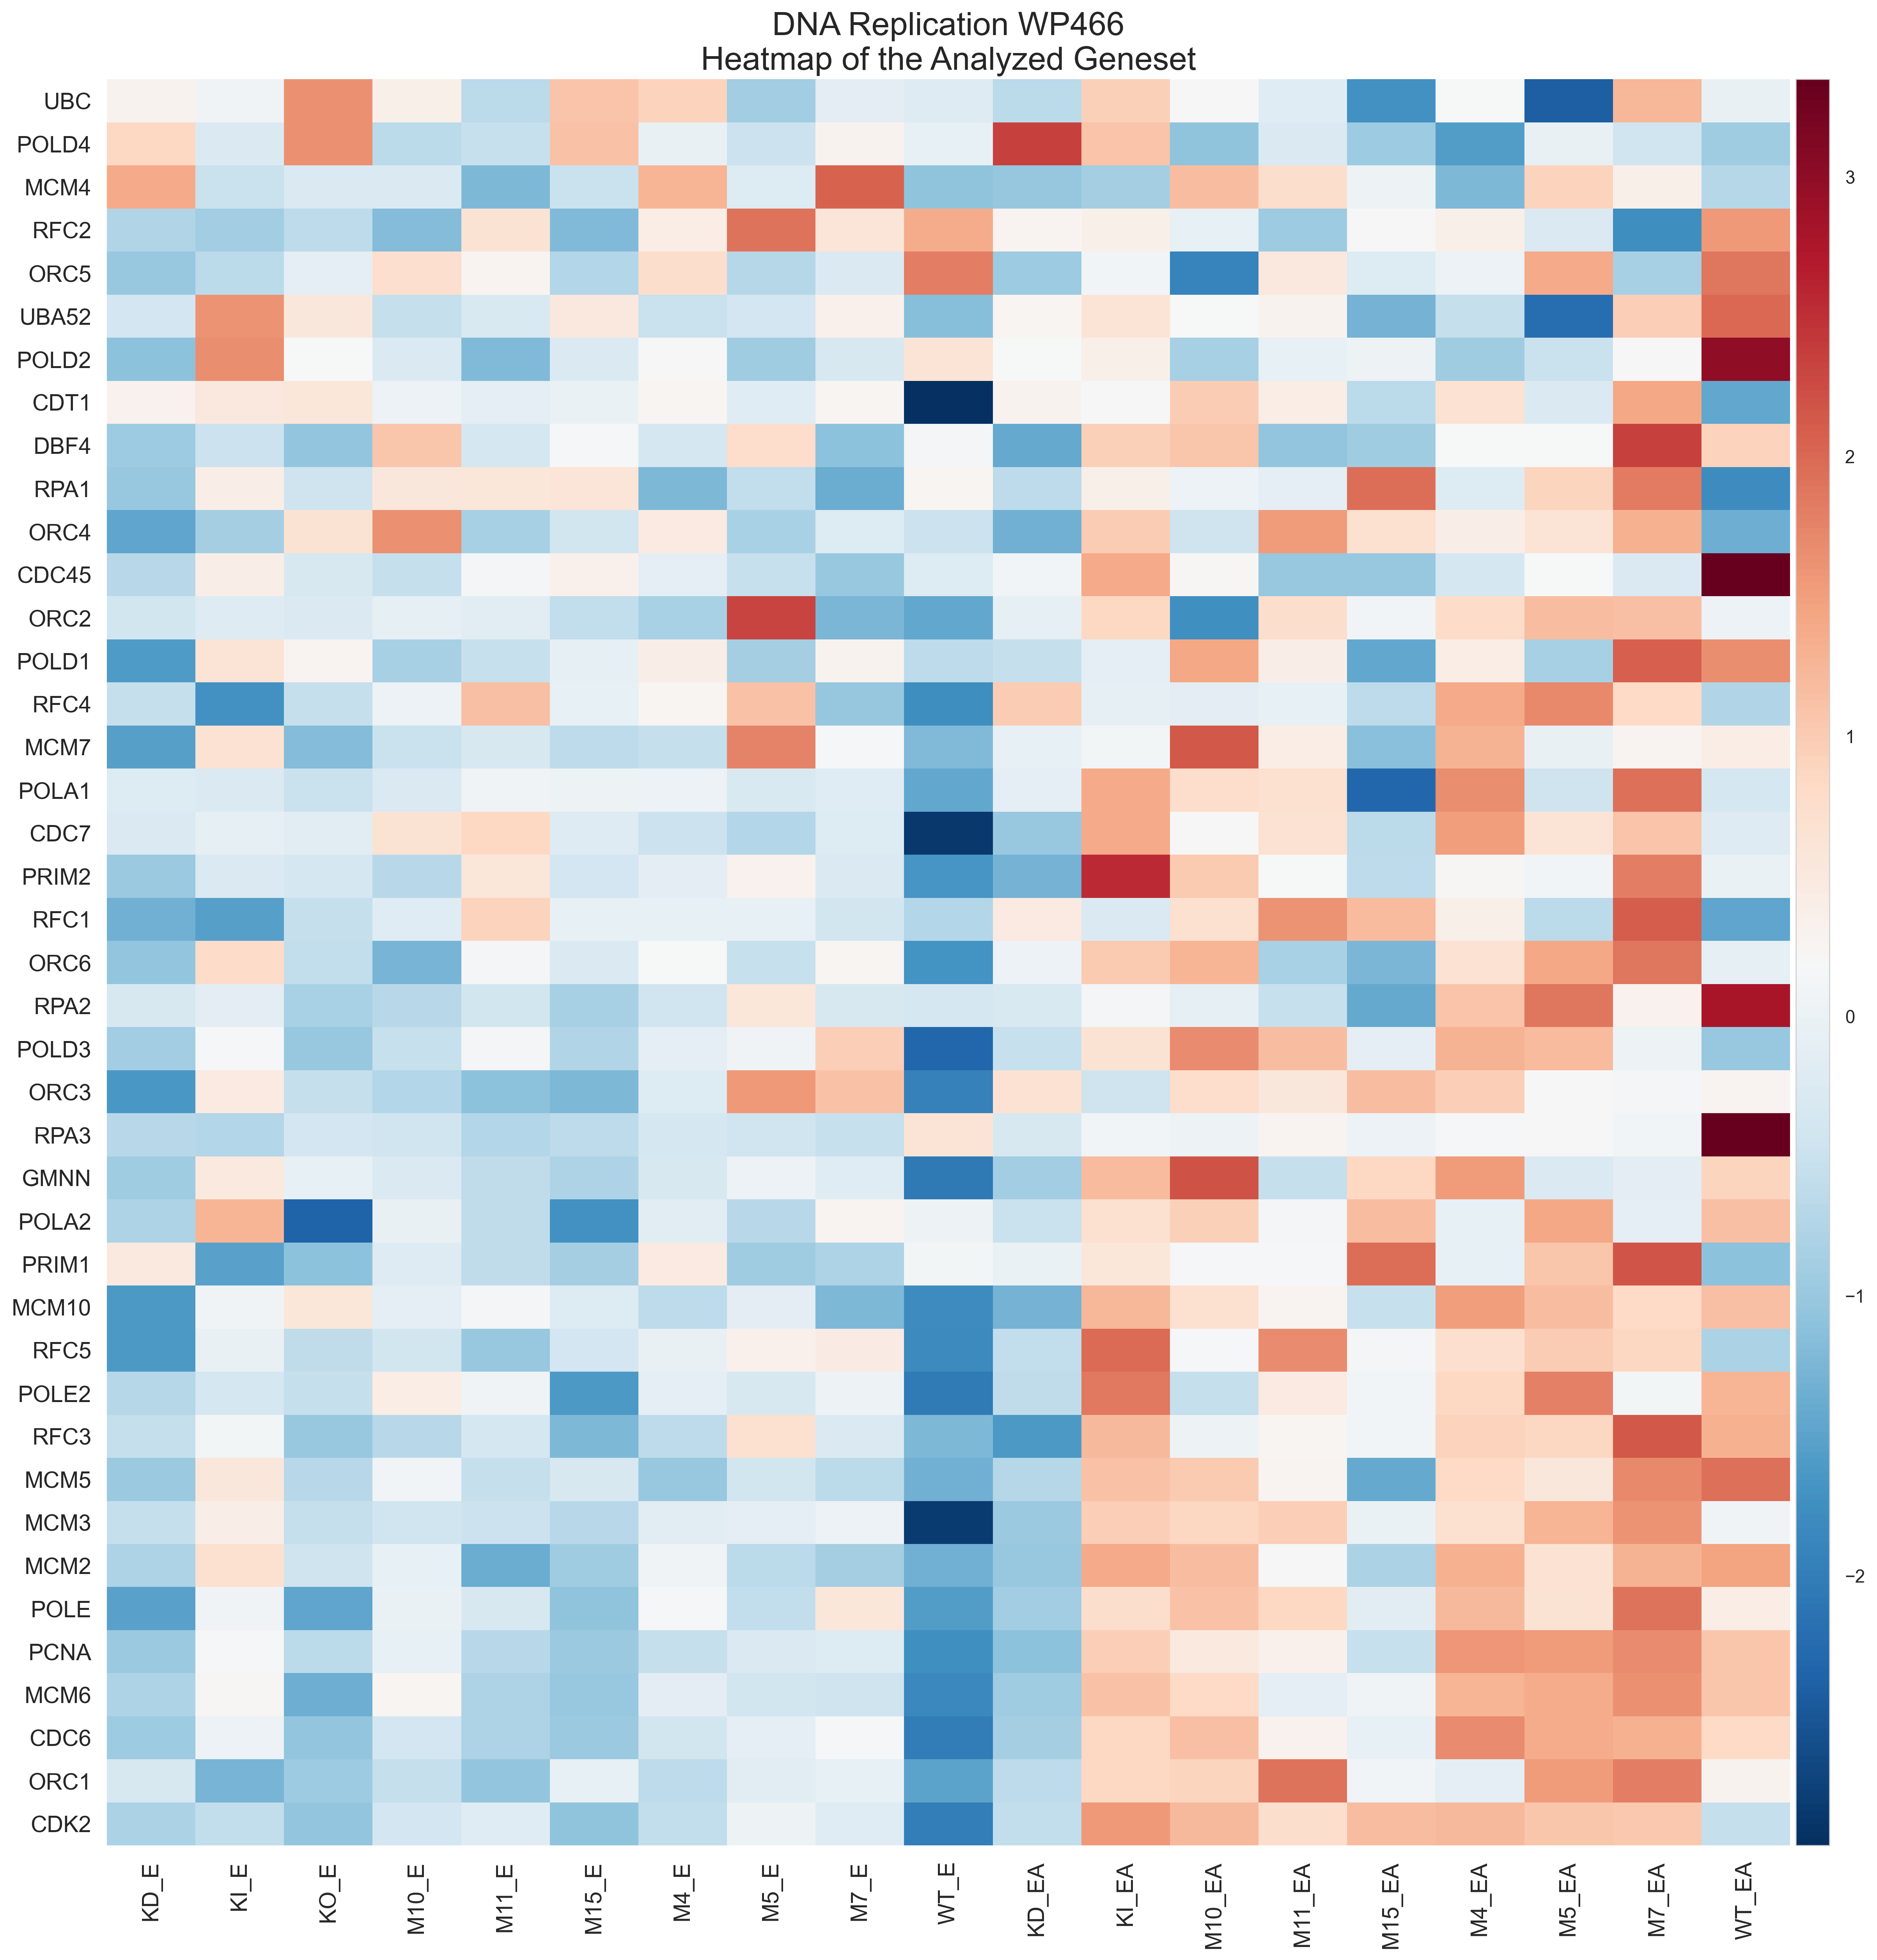 DNA Replication WP466
Heatmap of the Analyzed Geneset
UBC
POLD4
MCM4
RFC2
ORC5
UBA52
POLD2
CDT1
DBF4
RPA1
ORC4
CDC45
ORC2
POLD1
RFC4
MCM7
POLA1
CDC7
PRIM2
RFC1
ORC6
RPA2
POLD3
ORC3
RPA3
GMNN
POLA2
PRIM1
MCM10
RFC5
POLE2
RFC3
MCM5
MCM3
MCM2
POLE
PCNA
MCM6
CDC6
ORC1
CDK2
KD_E
KI_E
KO_E
M10_E
M11_E
M15_E
M4_E
M5_E
M7_E
WT_E
KD_EA
KI_EA
M10_EA
M11_EA
M15_EA
M4_EA
M5_EA
M7_EA
WT_EA
3
2
1
0
−1
−2